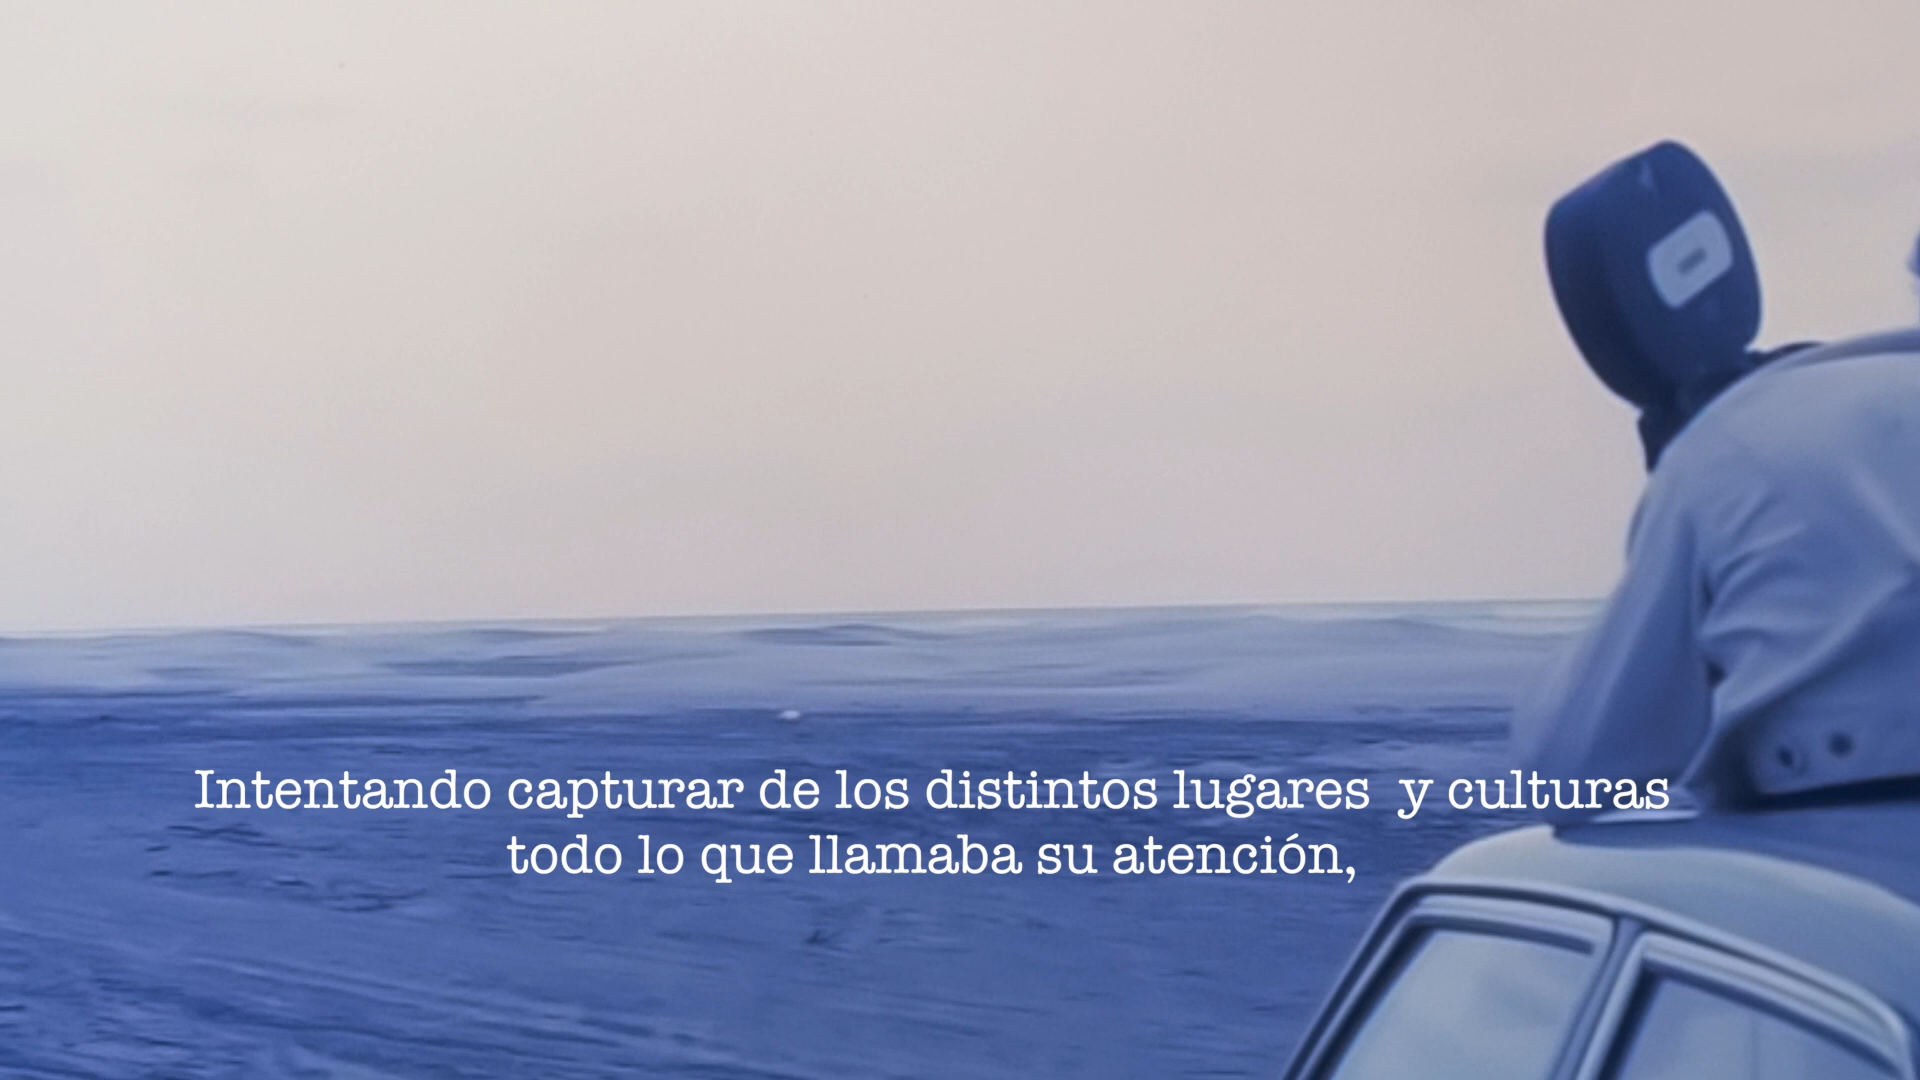 Intentando capturar de los distintos lugares  y culturas
todo lo que llamaba su atención,